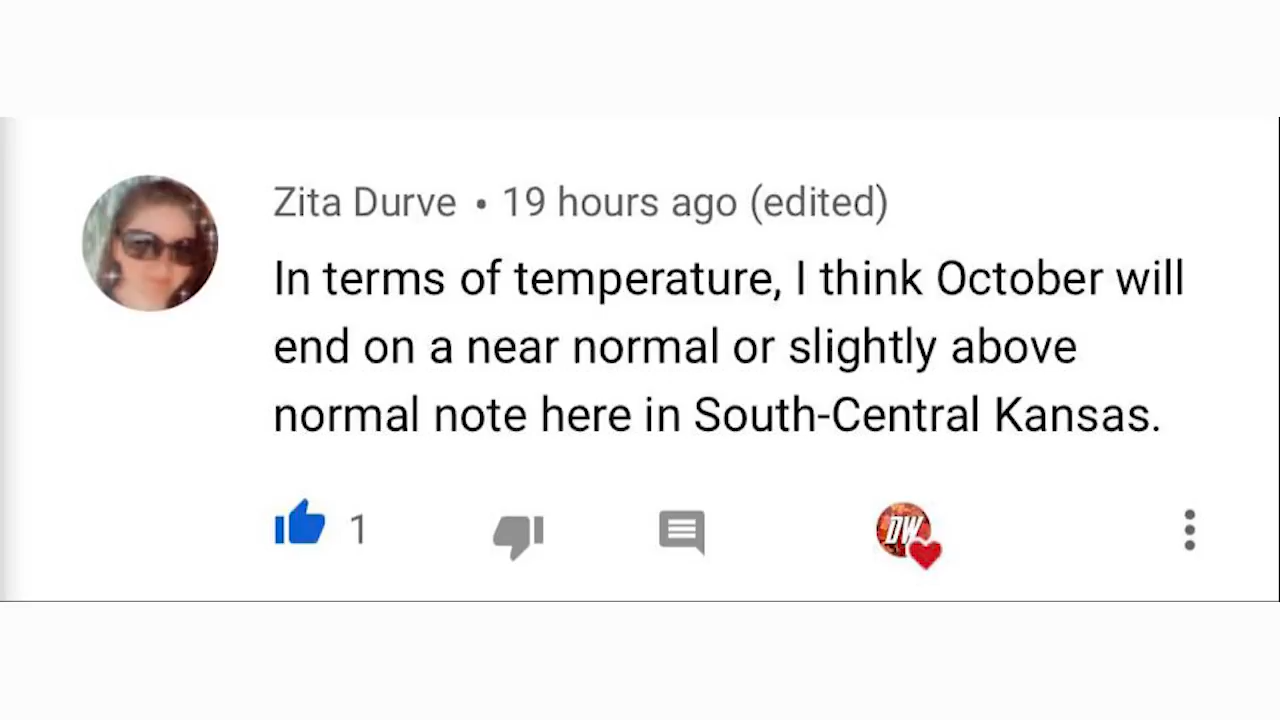 Zita Durve • 19 hours ago (edited)
In terms of temperature, I think October will
end on a near normal or slightly above
normal note here in South-Central Kansas.
1
DW